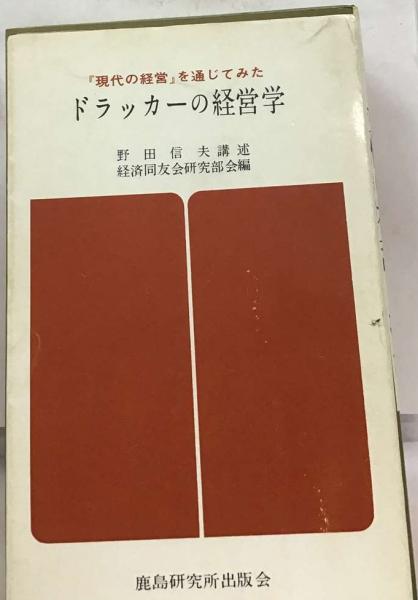 『現代の経営』を通じてみた
ドラッカーの経営学
野田信夫講述
経済同友会研究部会編
鹿島研究所出版会